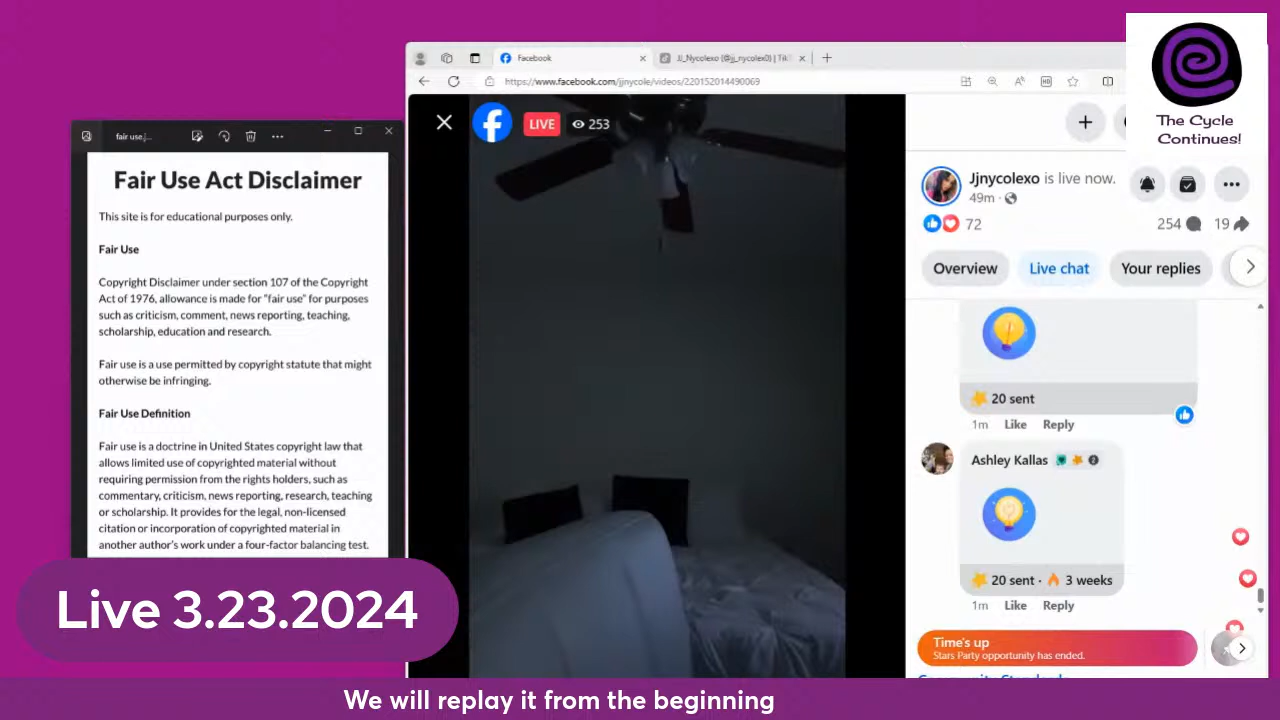 Facebook
JJ_Nycolexo (@jj_nycolex0) | Tik
https://www.facebook.com/jjnycole/videos/220152014490069
The Cycle
Continues!
fair use.j...
Fair Use Act Disclaimer
This site is for educational purposes only.
Fair Use
Copyright Disclaimer under section 107 of the Copyright
Act of 1976, allowance is made for “fair use” for purposes
such as criticism, comment, news reporting, teaching,
scholarship, education and research.
Fair use is a use permitted by copyright statute that might
otherwise be infringing.
Fair Use Definition
Fair use is a doctrine in United States copyright law that
allows limited use of copyrighted material without
requiring permission from the rights holders, such as
commentary, criticism, news reporting, research, teaching
or scholarship. It provides for the legal, non-licensed
citation or incorporation of copyrighted material in
another author’s work under a four-factor balancing test.
LIVE
253
Jjnycolexo is live now.
49m ·
72
254
19
Overview
Live chat
Your replies
20 sent
1m Like Reply
Ashley Kallas
20 sent · 3 weeks
1m Like Reply
Time's up
Stars Party opportunity has ended.
Live 3.23.2024
We will replay it from the beginning